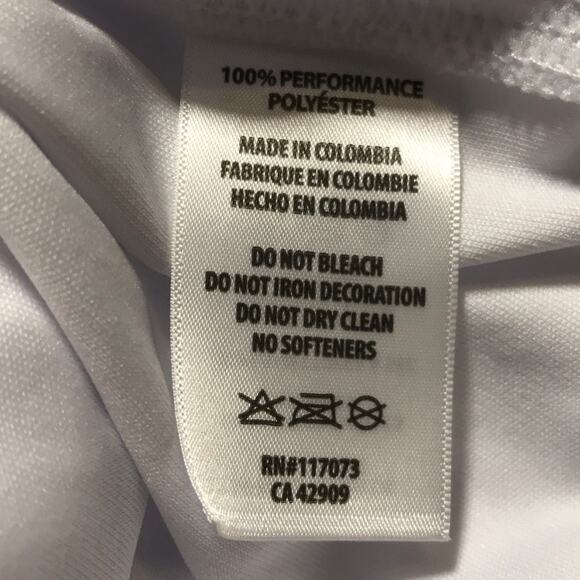 100% PERFORMANCE
POLYÉSTER
MADE IN COLOMBIA
FABRIQUE EN COLOMBIE
HECHO EN COLOMBIA
DO NOT BLEACH
DO NOT IRON DECORATION
DO NOT DRY CLEAN
NO SOFTENERS
RN#117073
CA 42909